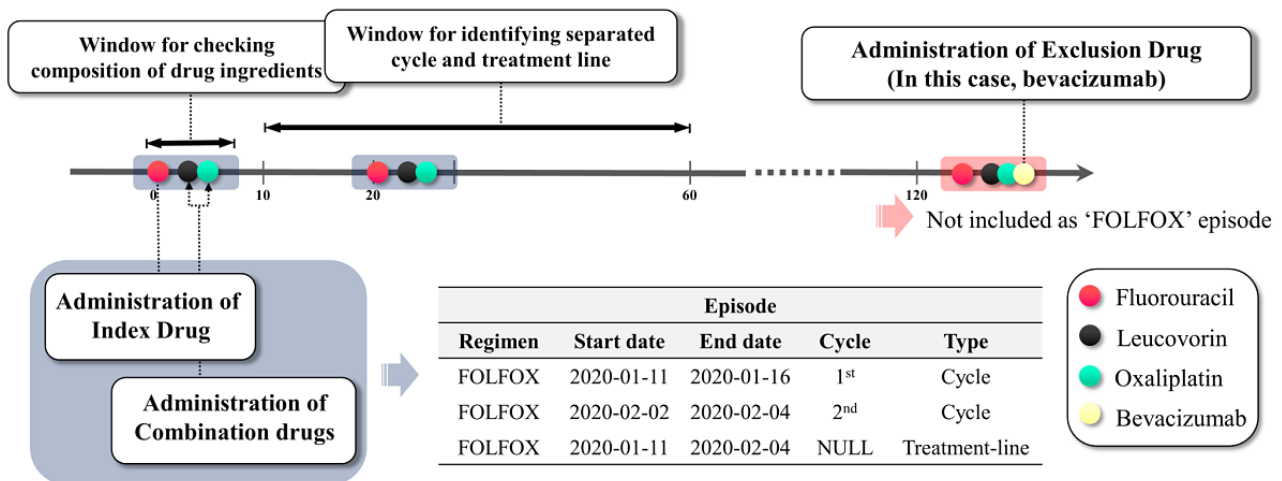 Window for checking
composition of drug ingredients
Window for identifying separated
cycle and treatment line
Administration of Exclusion Drug
(In this case, bevacizumab)
0
10
20
60
120
Not included as ‘FOLFOX’ episode
Administration of
Index Drug
Administration of
Combination drugs
Episode
Regimen Start date End date Cycle Type
FOLFOX 2020-01-11 2020-01-16 1st Cycle
FOLFOX 2020-02-02 2020-02-04 2nd Cycle
FOLFOX 2020-01-11 2020-02-04 NULL Treatment-line
Fluorouracil
Leucovorin
Oxaliplatin
Bevacizumab